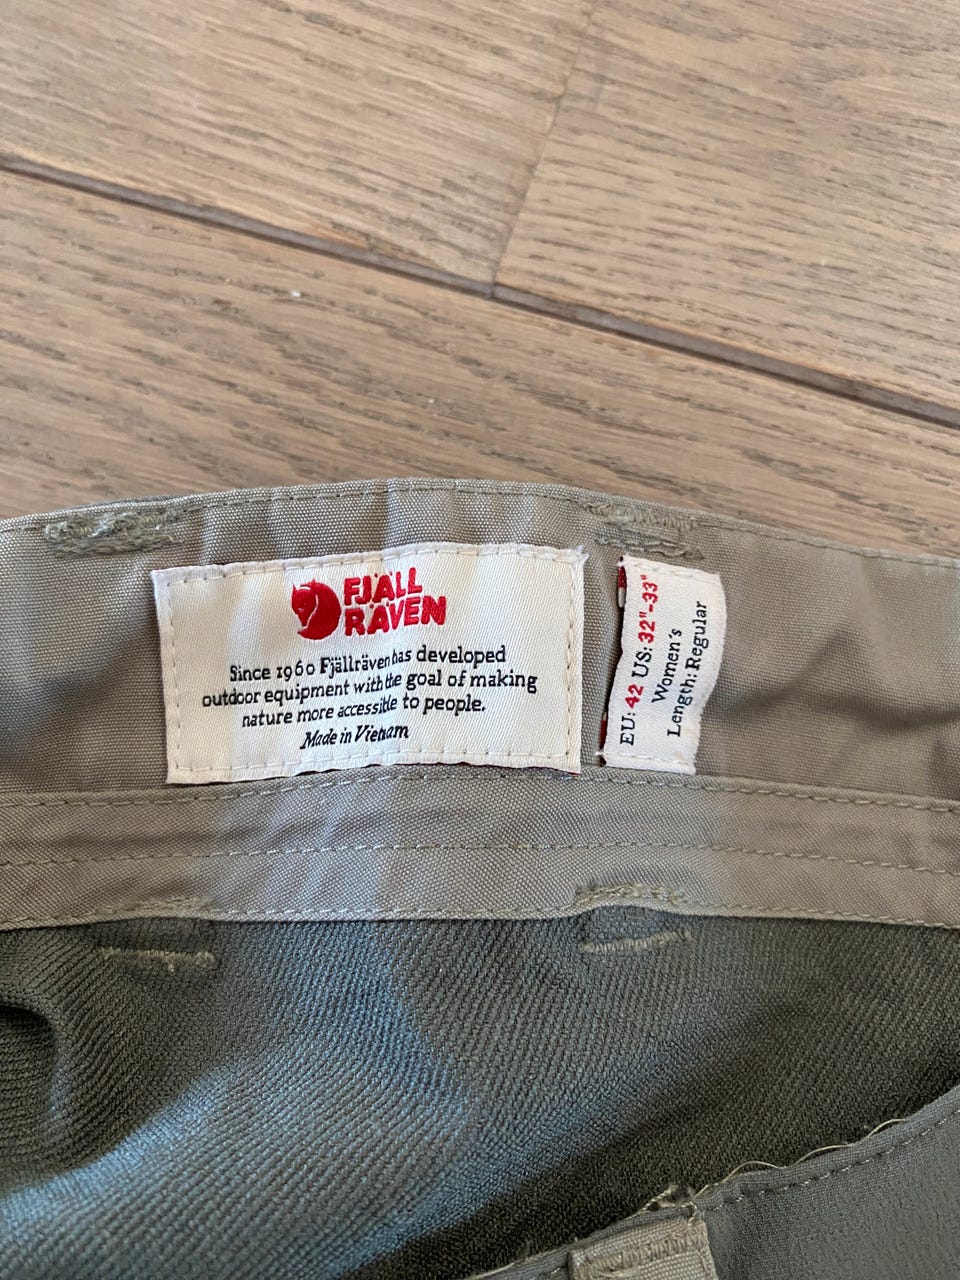 FJÄLL
RÄVEN
Since 1960 Fjällräven has developed
outdoor equipment with the goal of making
nature more accessible to people.
Made in Vietnam
EU: 42 US: 32"-33"
Women's
Length: Regular